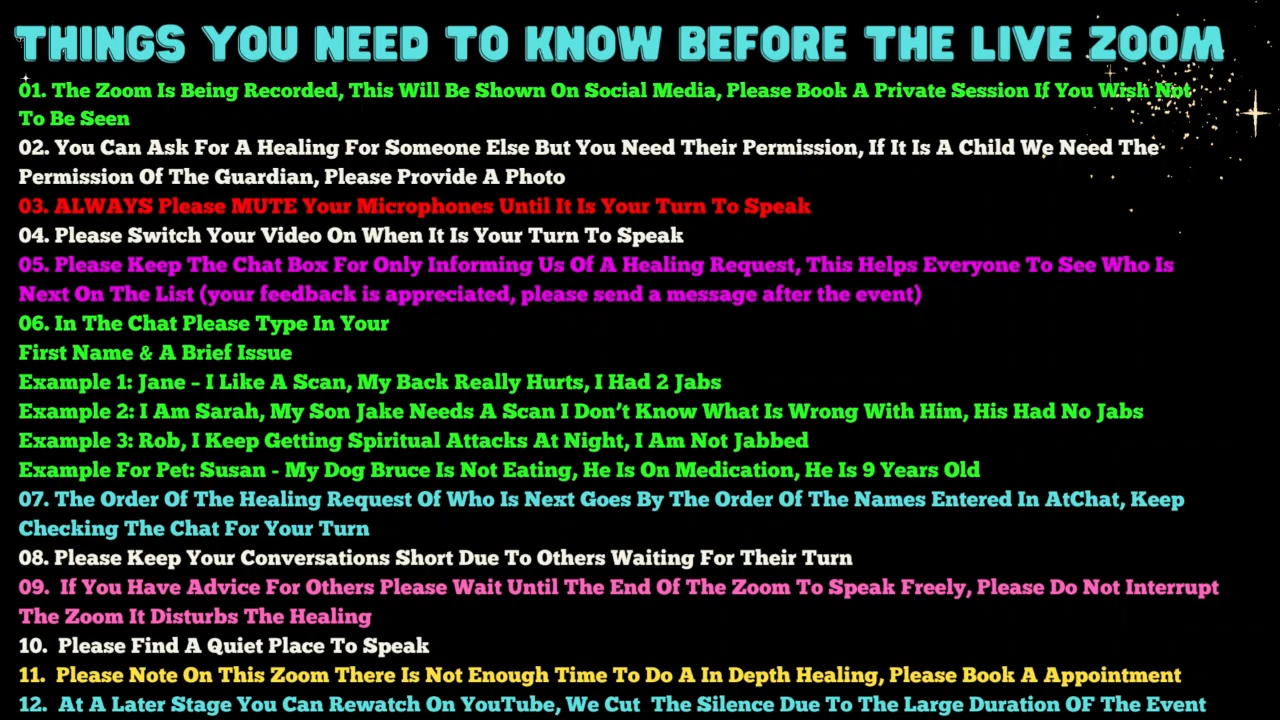 THINGS YOU NEED TO KNOW BEFORE THE LIVE ZOOM
01. The Zoom Is Being Recorded, This Will Be Shown On Social Media, Please Book A Private Session If You Wish Not
To Be Seen
02. You Can Ask For A Healing For Someone Else But You Need Their Permission, If It Is A Child We Need The
Permission Of The Guardian, Please Provide A Photo
03. ALWAYS Please MUTE Your Microphones Until It Is Your Turn To Speak
04. Please Switch Your Video On When It Is Your Turn To Speak
05. Please Keep The Chat Box For Only Informing Us Of A Healing Request, This Helps Everyone To See Who Is
Next On The List (your feedback is appreciated, please send a message after the event)
06. In The Chat Please Type In Your
First Name & A Brief Issue
Example 1: Jane - I Like A Scan, My Back Really Hurts, I Had 2 Jabs
Example 2: I Am Sarah, My Son Jake Needs A Scan I Don't Know What Is Wrong With Him, His Had No Jabs
Example 3: Rob, I Keep Getting Spiritual Attacks At Night, I Am Not Jabbed
Example For Pet: Susan - My Dog Bruce Is Not Eating, He Is On Medication, He Is 9 Years Old
07. The Order Of The Healing Request Of Who Is Next Goes By The Order Of The Names Entered In AtChat, Keep
Checking The Chat For Your Turn
08. Please Keep Your Conversations Short Due To Others Waiting For Their Turn
09. If You Have Advice For Others Please Wait Until The End Of The Zoom To Speak Freely, Please Do Not Interrupt
The Zoom It Disturbs The Healing
10. Please Find A Quiet Place To Speak
11. Please Note On This Zoom There Is Not Enough Time To Do A In Depth Healing, Please Book A Appointment
12. At A Later Stage You Can Rewatch On YouTube, We Cut The Silence Due To The Large Duration OF The Event